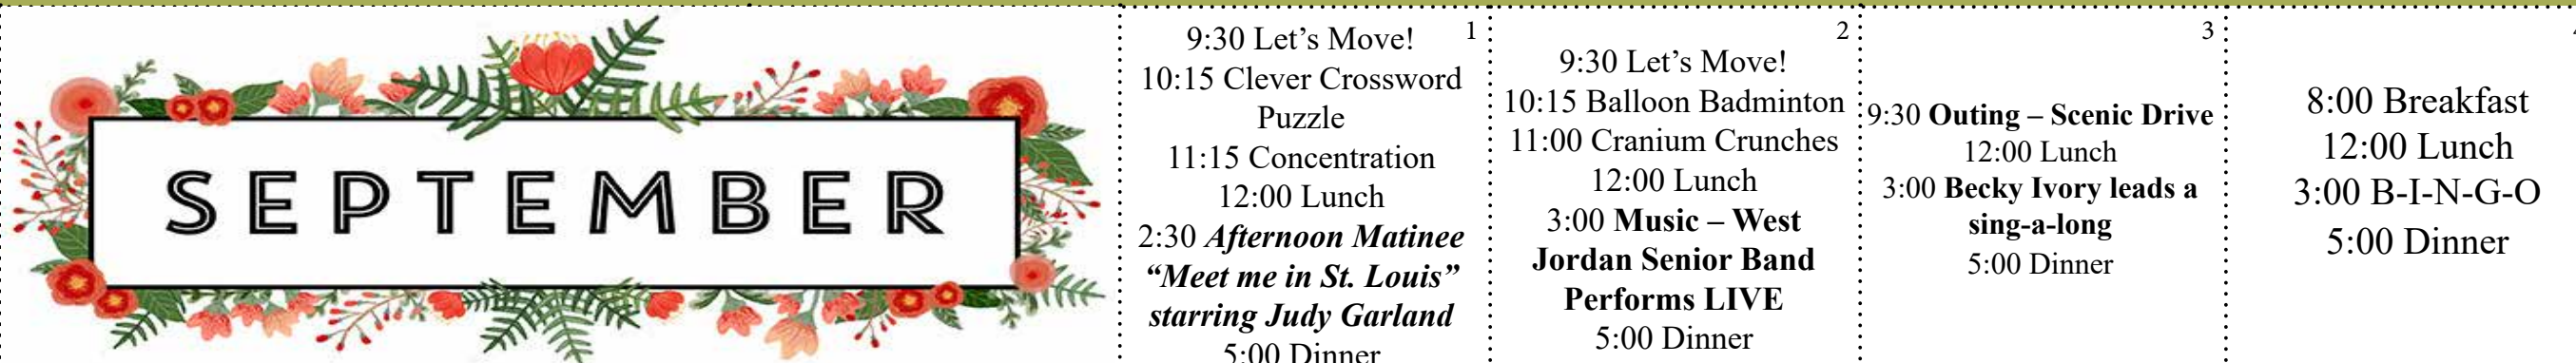 SEPTEMBER
1
9:30 Let’s Move!
10:15 Clever Crossword
Puzzle
11:15 Concentration
12:00 Lunch
2:30 Afternoon Matinee
“Meet me in St. Louis”
starring Judy Garland
5:00 Dinner
2
9:30 Let’s Move!
10:15 Balloon Badminton
11:00 Cranium Crunches
12:00 Lunch
3:00 Music – West
Jordan Senior Band
Performs LIVE
5:00 Dinner
3
9:30 Outing – Scenic Drive
12:00 Lunch
3:00 Becky Ivory leads a
sing-a-long
5:00 Dinner
8:00 Breakfast
12:00 Lunch
3:00 B-I-N-G-O
5:00 Dinner